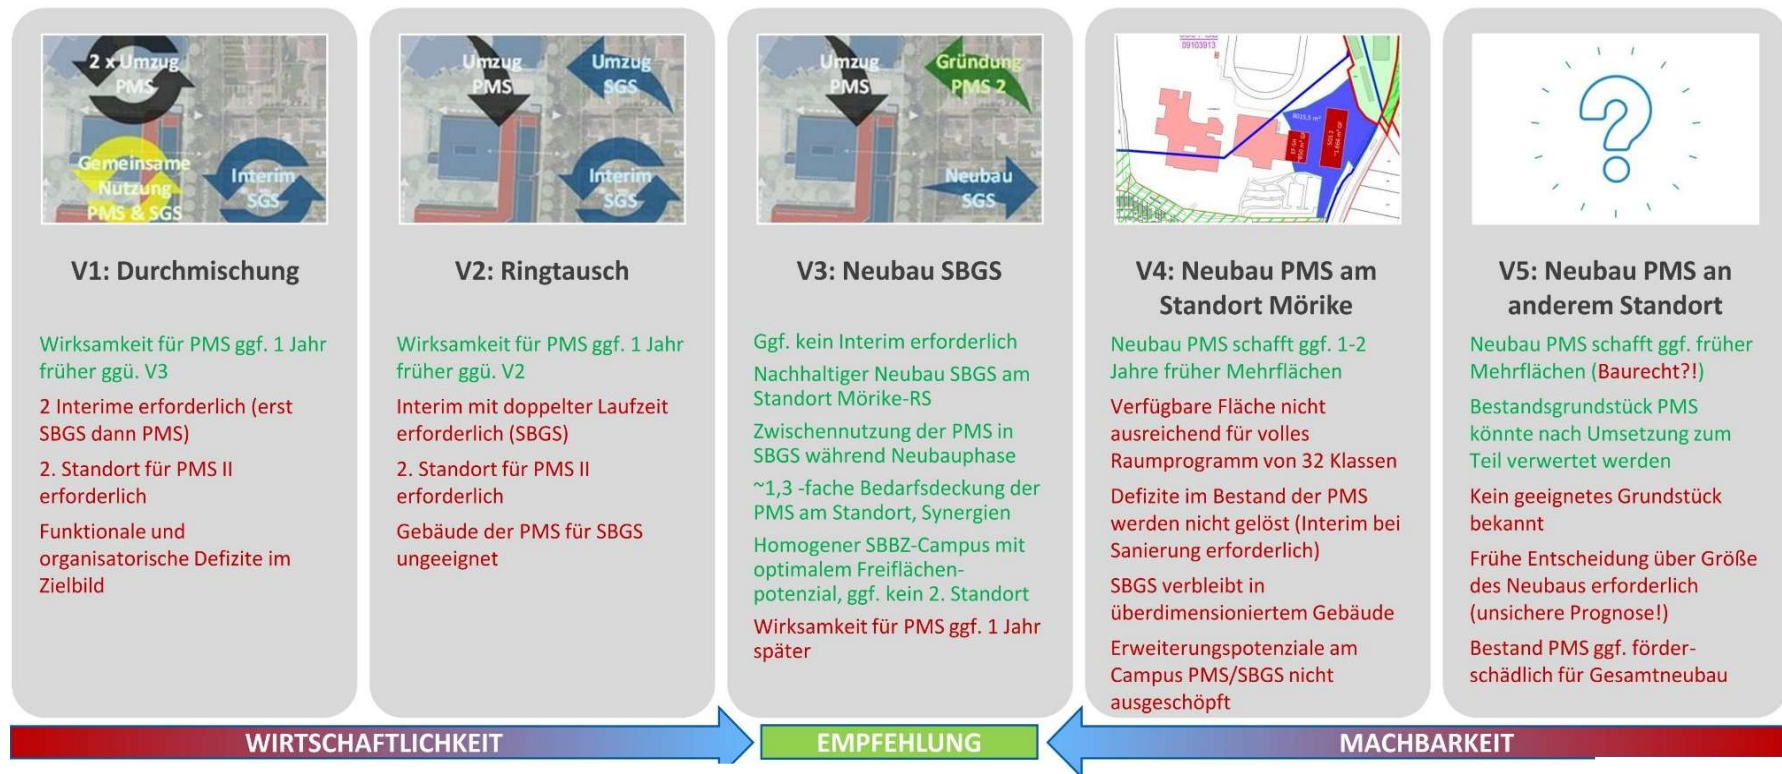 2 x Umzug
PMS
Gemeinsame
Nutzung
PMS & SGS
Interim
SGS
V1: Durchmischung
Wirksamkeit für PMS ggf. 1 Jahr
früher ggü. V3
2 Interime erforderlich (erst
SBGS dann PMS)
2. Standort für PMS II
erforderlich
Funktionale und
organisatorische Defizite im
Zielbild
Umzug
PMS
Umzug
SGS
Interim
SGS
V2: Ringtausch
Wirksamkeit für PMS ggf. 1 Jahr
früher ggü. V2
Interim mit doppelter Laufzeit
erforderlich (SBGS)
2. Standort für PMS II
erforderlich
Gebäude der PMS für SBGS
ungeeignet
Umzug
PMS
Gründung
PMS 2
Neubau
SGS
V3: Neubau SBGS
Ggf. kein Interim erforderlich
Nachhaltiger Neubau SBGS am
Standort Mörike-RS
Zwischennutzung der PMS in
SBGS während Neubauphase
~1,3 -fache Bedarfsdeckung der
PMS am Standort, Synergien
Homogener SBBZ-Campus mit
optimalem Freiflächen-
potenzial, ggf. kein 2. Standort
Wirksamkeit für PMS ggf. 1 Jahr
später
09103913
8015,5 m²
V4: Neubau PMS am
Standort Mörike
Neubau PMS schafft ggf. 1-2
Jahre früher Mehrflächen
Verfügbare Fläche nicht
ausreichend für volles
Raumprogramm von 32 Klassen
Defizite im Bestand der PMS
werden nicht gelöst (Interim bei
Sanierung erforderlich)
SBGS verbleibt in
überdimensioniertem Gebäude
Erweiterungspotenziale am
Campus PMS/SBGS nicht
ausgeschöpft
?
V5: Neubau PMS an
anderem Standort
Neubau PMS schafft ggf. früher
Mehrflächen (Baurecht?!)
Bestandsgrundstück PMS
könnte nach Umsetzung zum
Teil verwertet werden
Kein geeignetes Grundstück
bekannt
Frühe Entscheidung über Größe
des Neubaus erforderlich
(unsichere Prognose!)
Bestand PMS ggf. förder-
schädlich für Gesamtneubau
WIRTSCHAFTLICHKEIT
EMPFEHLUNG
MACHBARKEIT